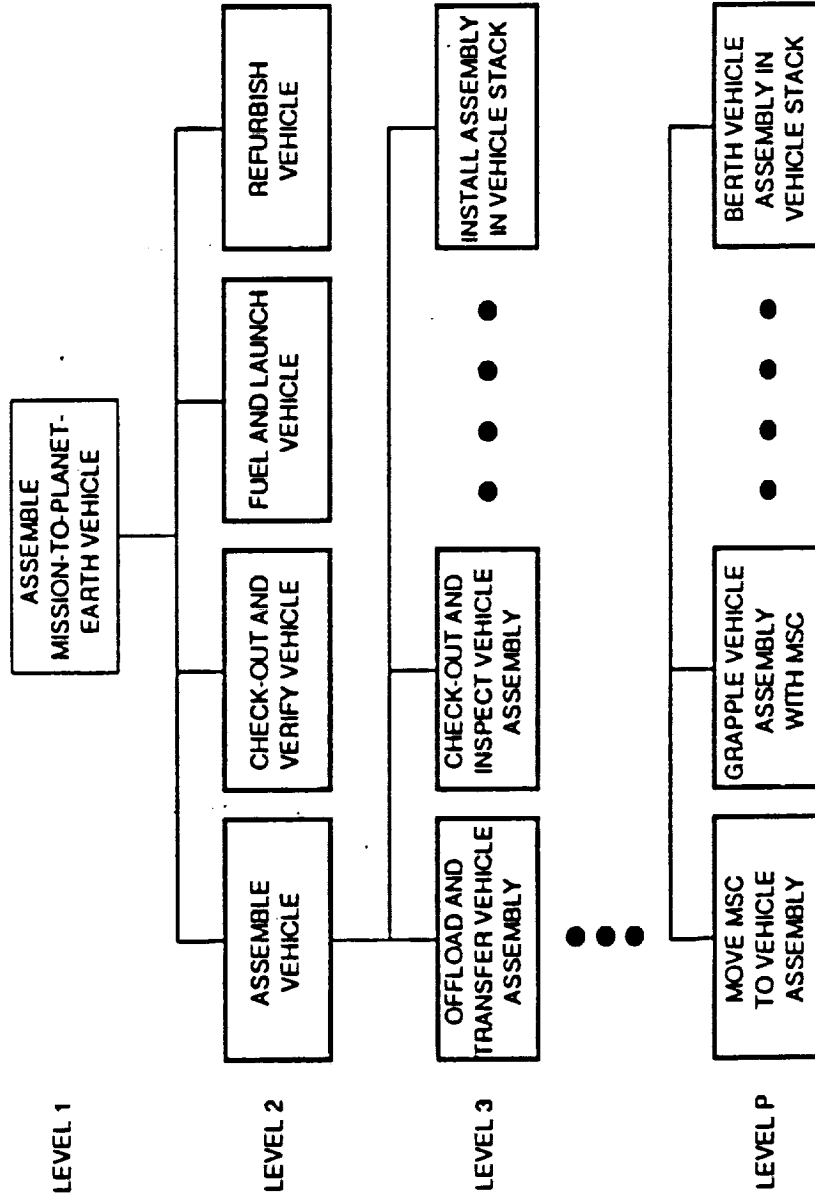 LEVEL 1
ASSEMBLE
MISSION-TO-PLANET-
EARTH VEHICLE
LEVEL 2
ASSEMBLE
VEHICLE
CHECK-OUT AND
VERIFY VEHICLE
FUEL AND LAUNCH
VEHICLE
REFURBISH
VEHICLE
LEVEL 3
OFFLOAD AND
TRANSFER VEHICLE
ASSEMBLY
CHECK-OUT AND
INSPECT VEHICLE
ASSEMBLY
INSTALL ASSEMBLY
IN VEHICLE STACK
LEVEL P
MOVE MSC
TO VEHICLE
ASSEMBLY
GRAPPLE VEHICLE
ASSEMBLY
WITH MSC
BERTH VEHICLE
ASSEMBLY IN
VEHICLE STACK